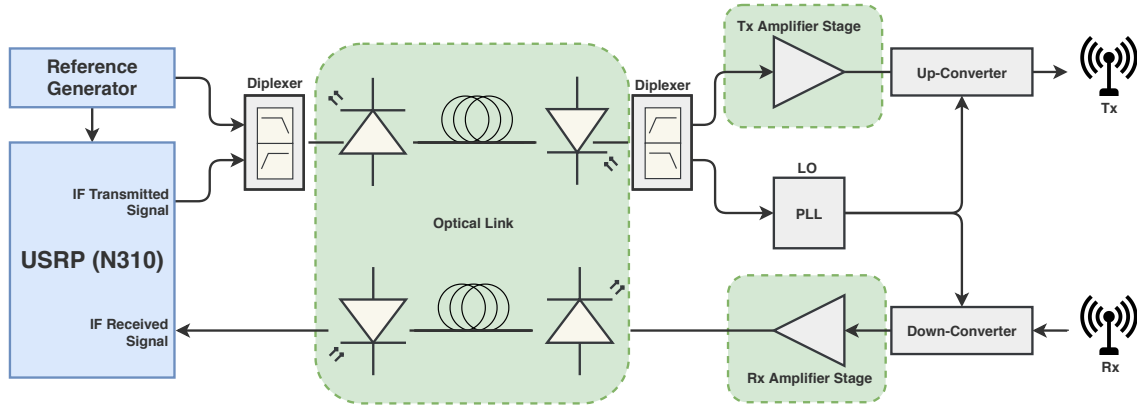 Reference
Generator
Diplexer
Diplexer
Tx Amplifier Stage
Up-Converter
Tx
IF Transmitted
Signal
USRP (N310)
Optical Link
LO
PLL
IF Received
Signal
Rx Amplifier Stage
Down-Converter
Rx